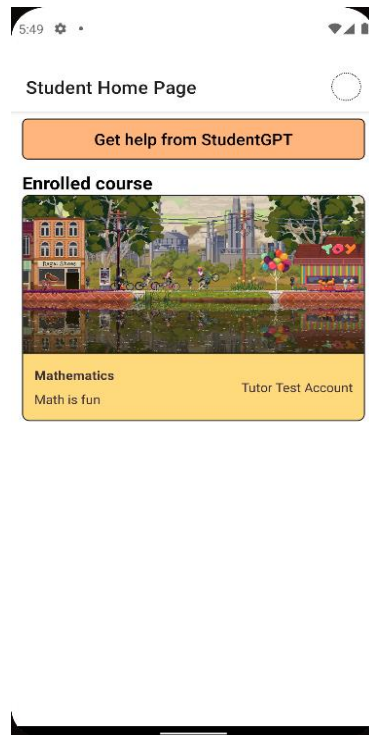 5:49
Student Home Page
Get help from StudentGPT
Enrolled course
TOY
Mathematics
Tutor Test Account
Math is fun